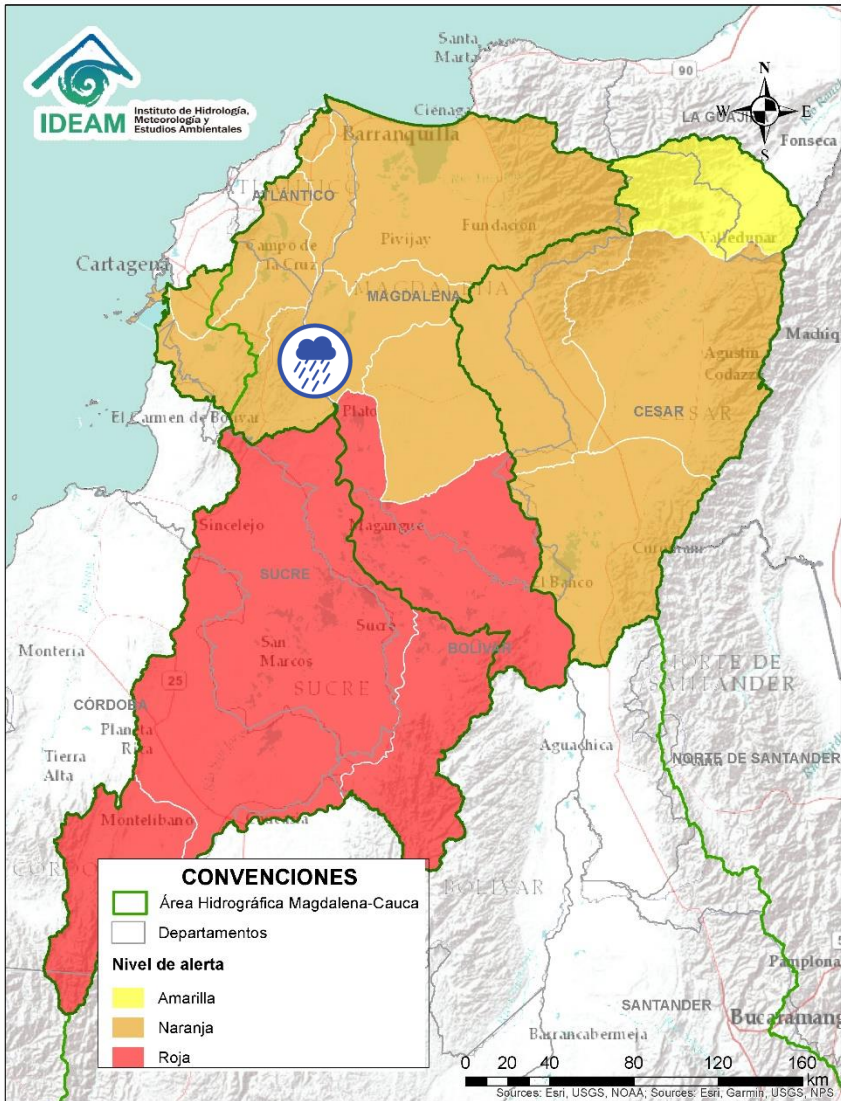 IDEAM
Instituto de Hidrología,
Meteorología y
Estudios Ambientales
Santa
Marta
90
N
W
E
S
LA GUAJI
Fonseca
Ciénaga
Barranquilla
ATLÁNTICO
Valledupar
Fundación
Pivijay
Campo de
la Cruz
Cartagena
MAGDALENA
Machiq
Agustín
Codazzi
CESAR
Plato
El Carmen de Bolívar
Sincelejo
Magangue
SUCRE
El Banco
Sucre
San
Marcos
BOLÍVAR
Montería
SUCRE
NORTE DE
SANTANDER
25
CÓRDOBA
Planeta
Rica
Tierra
Alta
Aguachica
NORTE DE SANTANDER
Montelibano
BOLÍVAR
CONVENCIONES
Área Hidrográfica Magdalena-Cauca
Departamentos
Nivel de alerta
Amarilla
Naranja
Roja
Pamplona
SANTANDER
Bucaramang
Barrancabermeja
0 20 40 80 120 160
km
Sources: Esri, USGS, NOAA; Sources: Esri, Garmin, USGS, NPS